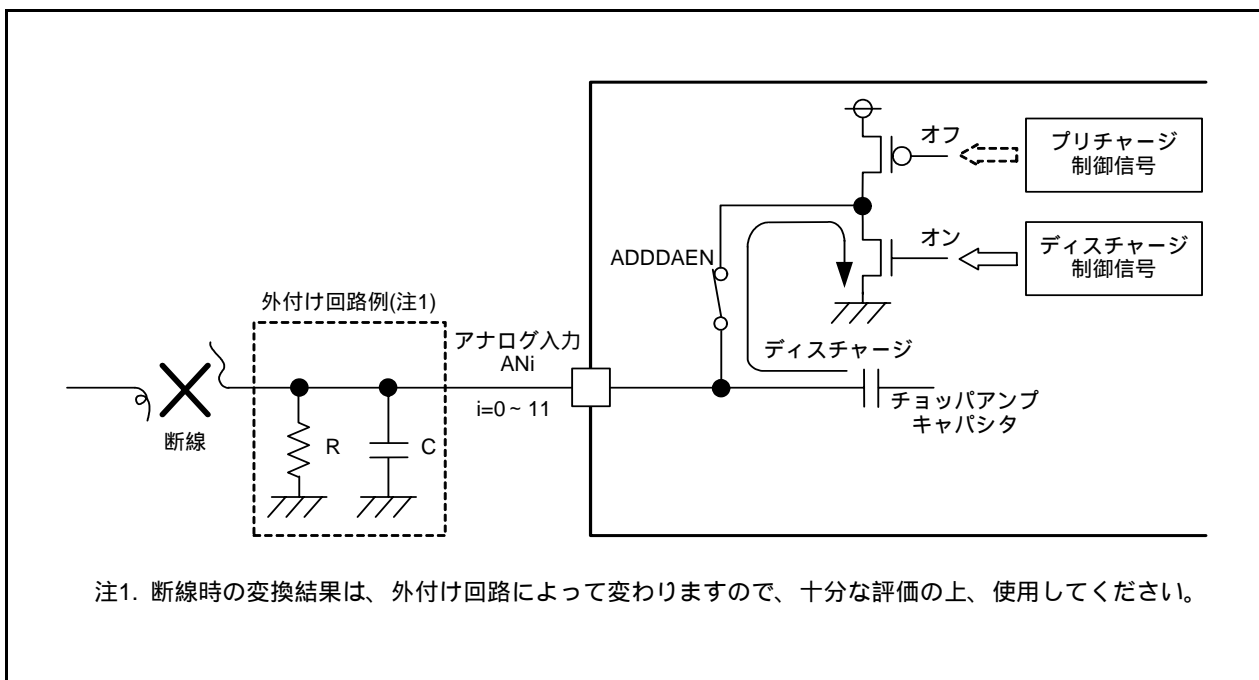 オフ
プリチャージ
制御信号
オン
ディスチャージ
制御信号
ADDDAEN
外付け回路例(注1)
アナログ入力
ANi
ディスチャージ
i=0 ~ 11
チョッパアンプ
キャパシタ
断線
R
C
注1. 断線時の変換結果は、外付け回路によって変わりますので、十分な評価の上、使用してください。